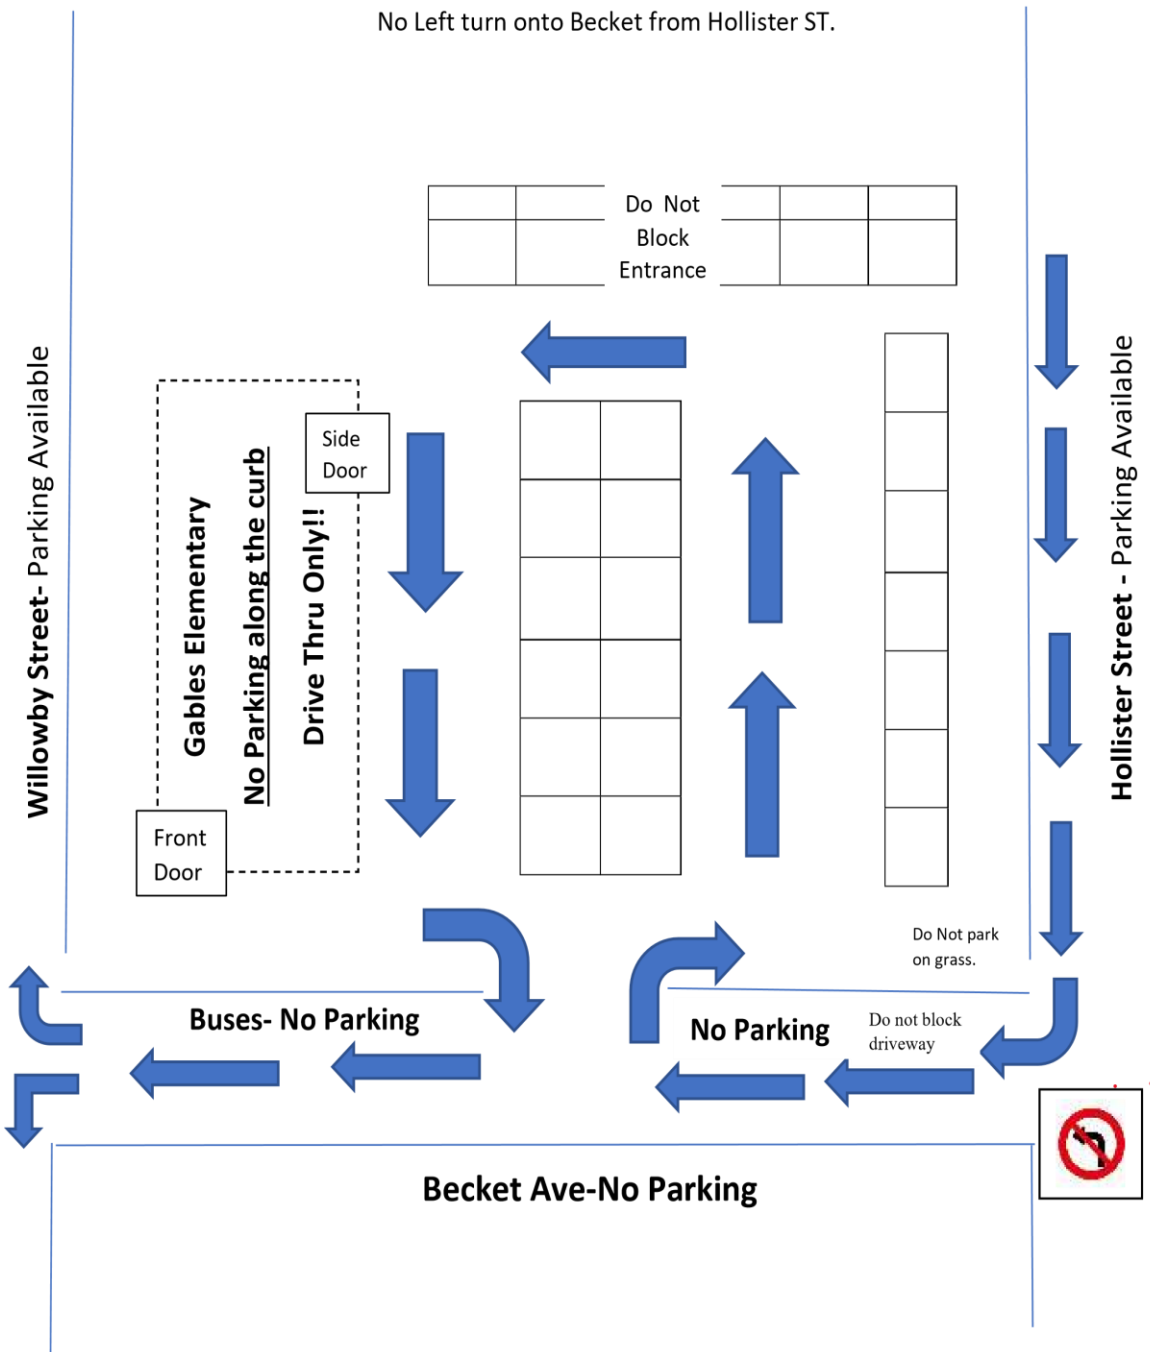 No Left turn onto Becket from Hollister ST.
Do Not
Block
Entrance
Willowby Street- Parking Available
Gables Elementary
No Parking along the curb
Drive Thru Only!!
Side
Door
Front
Door
Hollister Street - Parking Available
Do Not park
on grass.
Buses- No Parking
No Parking
Do not block
driveway
Becket Ave-No Parking